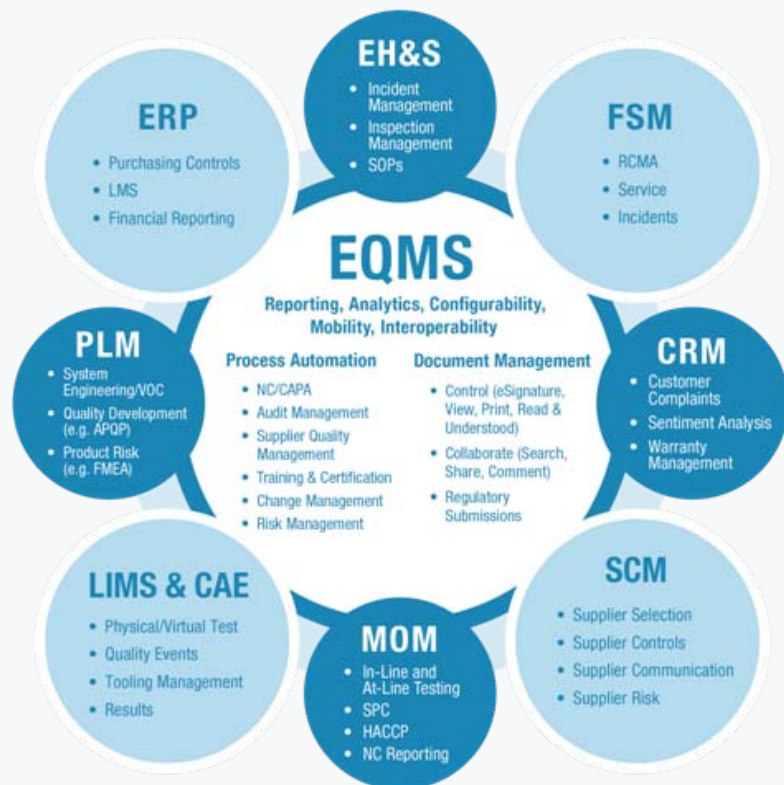 EH&S
• Incident
Management
• Inspection
Management
• SOPs
ERP
• Purchasing Controls
• LMS
• Financial Reporting
FSM
• RCMA
• Service
• Incidents
EQMS
Reporting, Analytics, Configurability,
Mobility, Interoperability
Process Automation
• NC/CAPA
• Audit Management
• Supplier Quality
Management
• Training & Certification
• Change Management
• Risk Management
Document Management
• Control (eSignature,
View, Print, Read &
Understood)
• Collaborate (Search,
Share, Comment)
• Regulatory
Submissions
PLM
• System
Engineering/VOC
• Quality Development
(e.g. APQP)
• Product Risk
(e.g. FMEA)
CRM
• Customer
Complaints
• Sentiment Analysis
• Warranty
Management
LIMS & CAE
• Physical/Virtual Test
• Quality Events
• Tooling Management
• Results
MOM
• In-Line and
At-Line Testing
• SPC
• HACCP
• NC Reporting
SCM
• Supplier Selection
• Supplier Controls
• Supplier Communication
• Supplier Risk